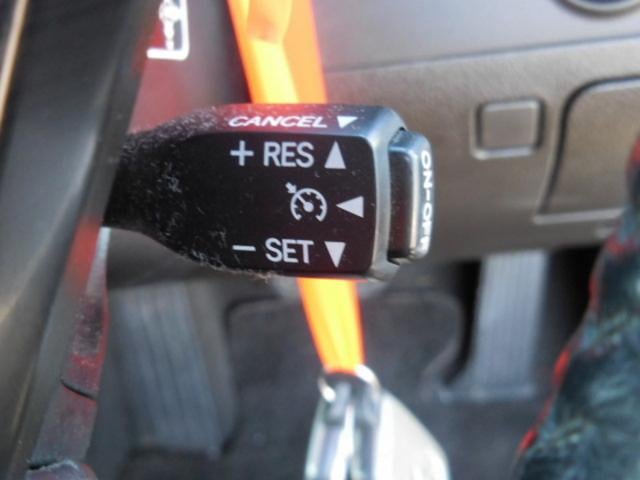 CANCEL ▼
+ RES ▲
◀
− SET ▼
ON-OFF